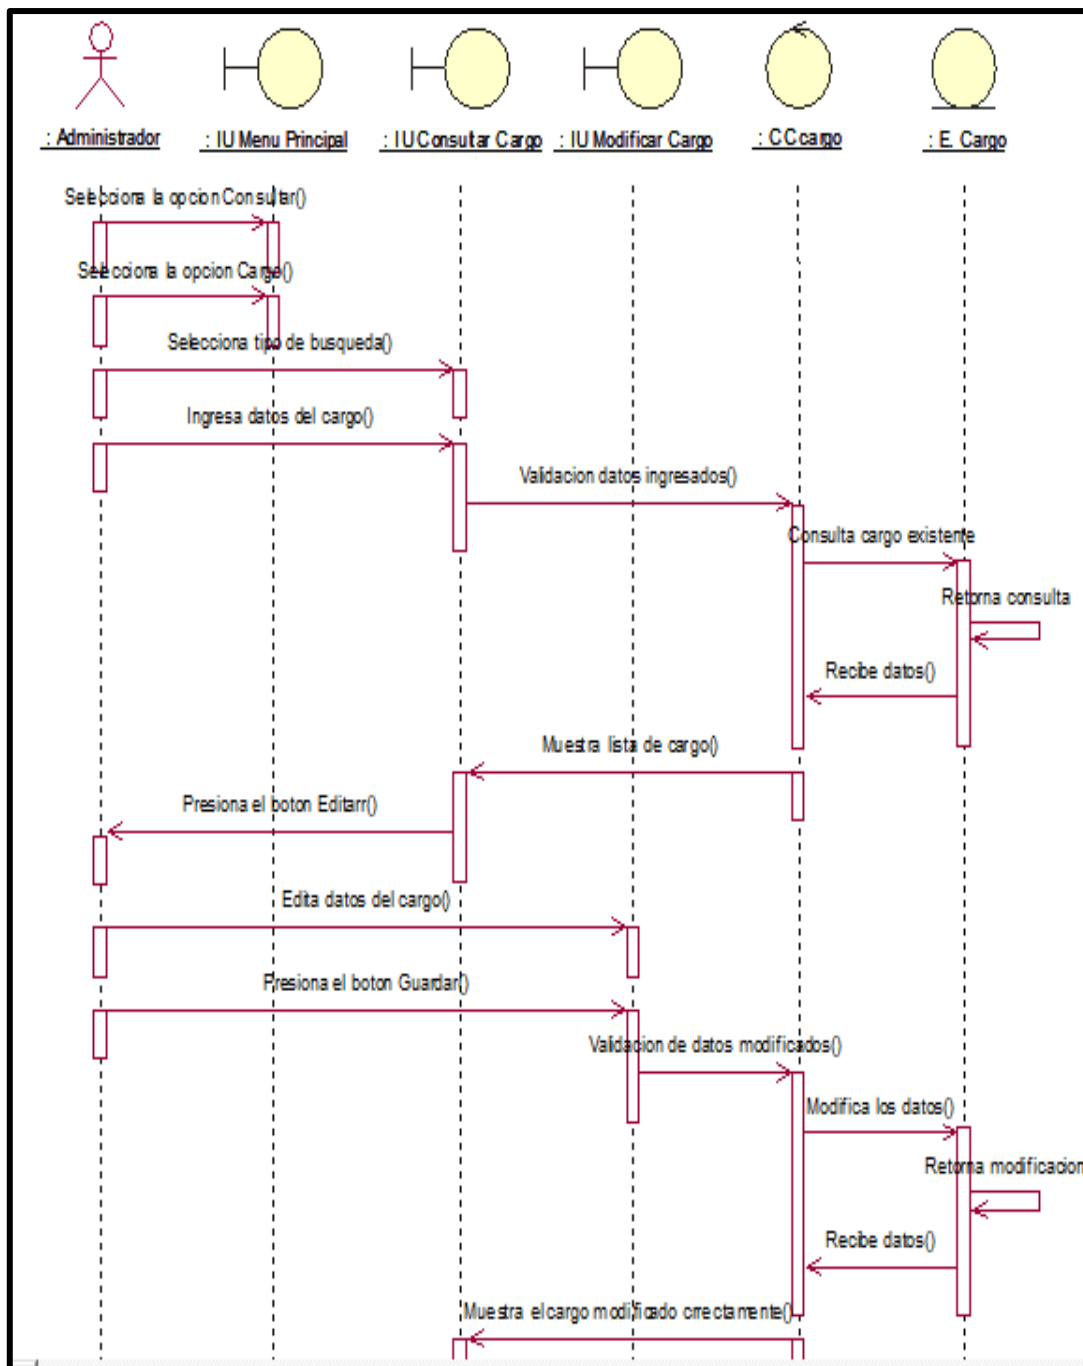 : Administrador
: IU Menu Principal
: IU Consultar Cargo
: IU Modificar Cargo
: C Ccargo
: E. Cargo
Selecciona la opcion Consultar()
Selecciona la opcion Cargo()
Selecciona tipo de busqueda()
Ingresa datos del cargo()
Validacion datos ingresados()
Consulta cargo existente
Retorna consulta
Recibe datos()
Muestra lista de cargo()
Presiona el boton Editarr()
Edita datos del cargo()
Presiona el boton Guardar()
Validacion de datos modificados()
Modifica los datos()
Retorna modificacion
Recibe datos()
Muestra el cargo modificado crrectamente()